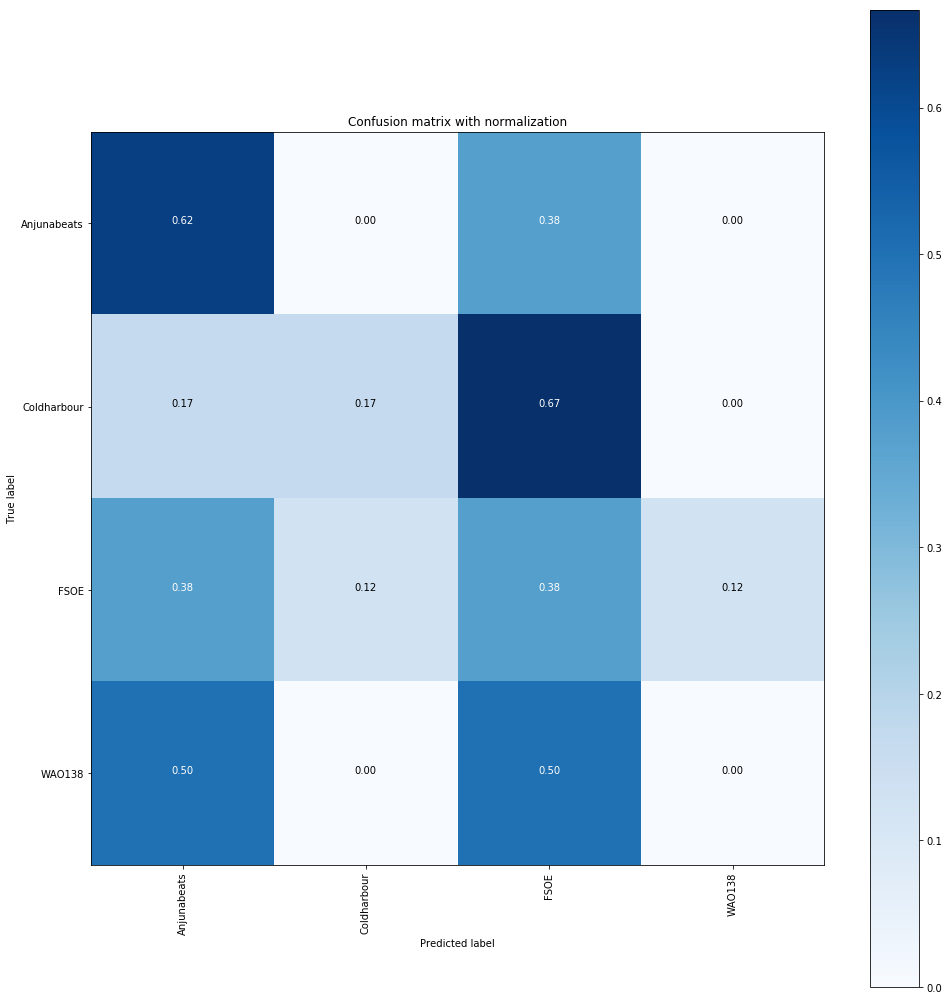 Confusion matrix with normalization
Anjunabeats 0.62 0.00 0.38 0.00
Coldharbour 0.17 0.17 0.67 0.00
FSOE 0.38 0.12 0.38 0.12
WAO138 0.50 0.00 0.50 0.00
True label
Anjunabeats Coldharbour FSOE WAO138
Predicted label
0.6
0.5
0.4
0.3
0.2
0.1
0.0